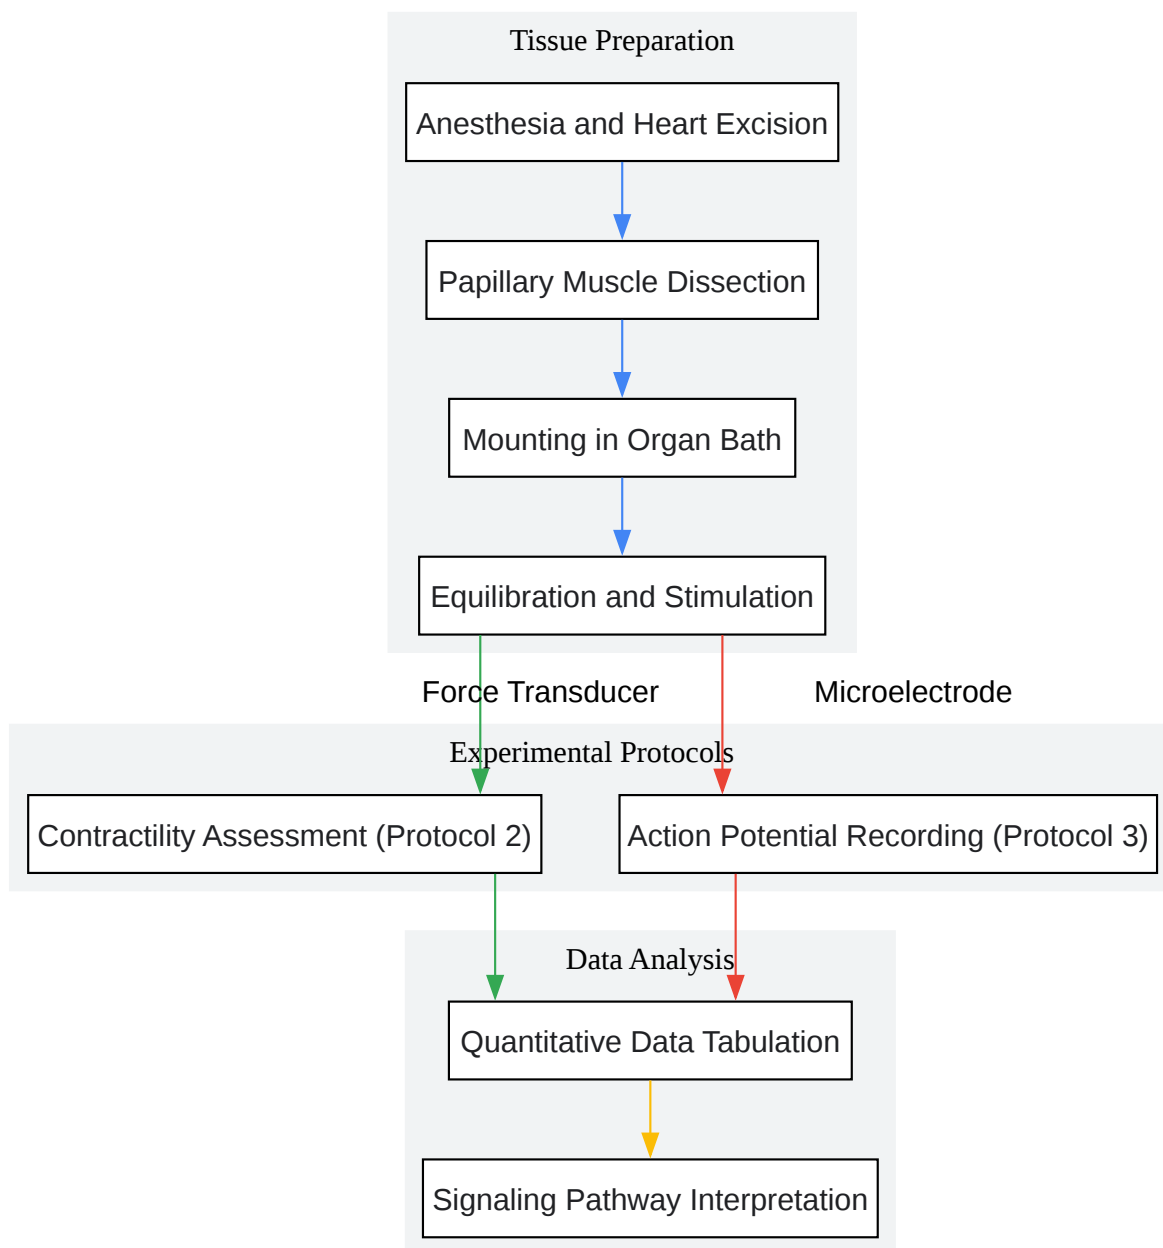 Tissue Preparation
Anesthesia and Heart Excision
Papillary Muscle Dissection
Mounting in Organ Bath
Equilibration and Stimulation
Force Transducer
Microelectrode
Experimental Protocols
Contractility Assessment (Protocol 2)
Action Potential Recording (Protocol 3)
Data Analysis
Quantitative Data Tabulation
Signaling Pathway Interpretation